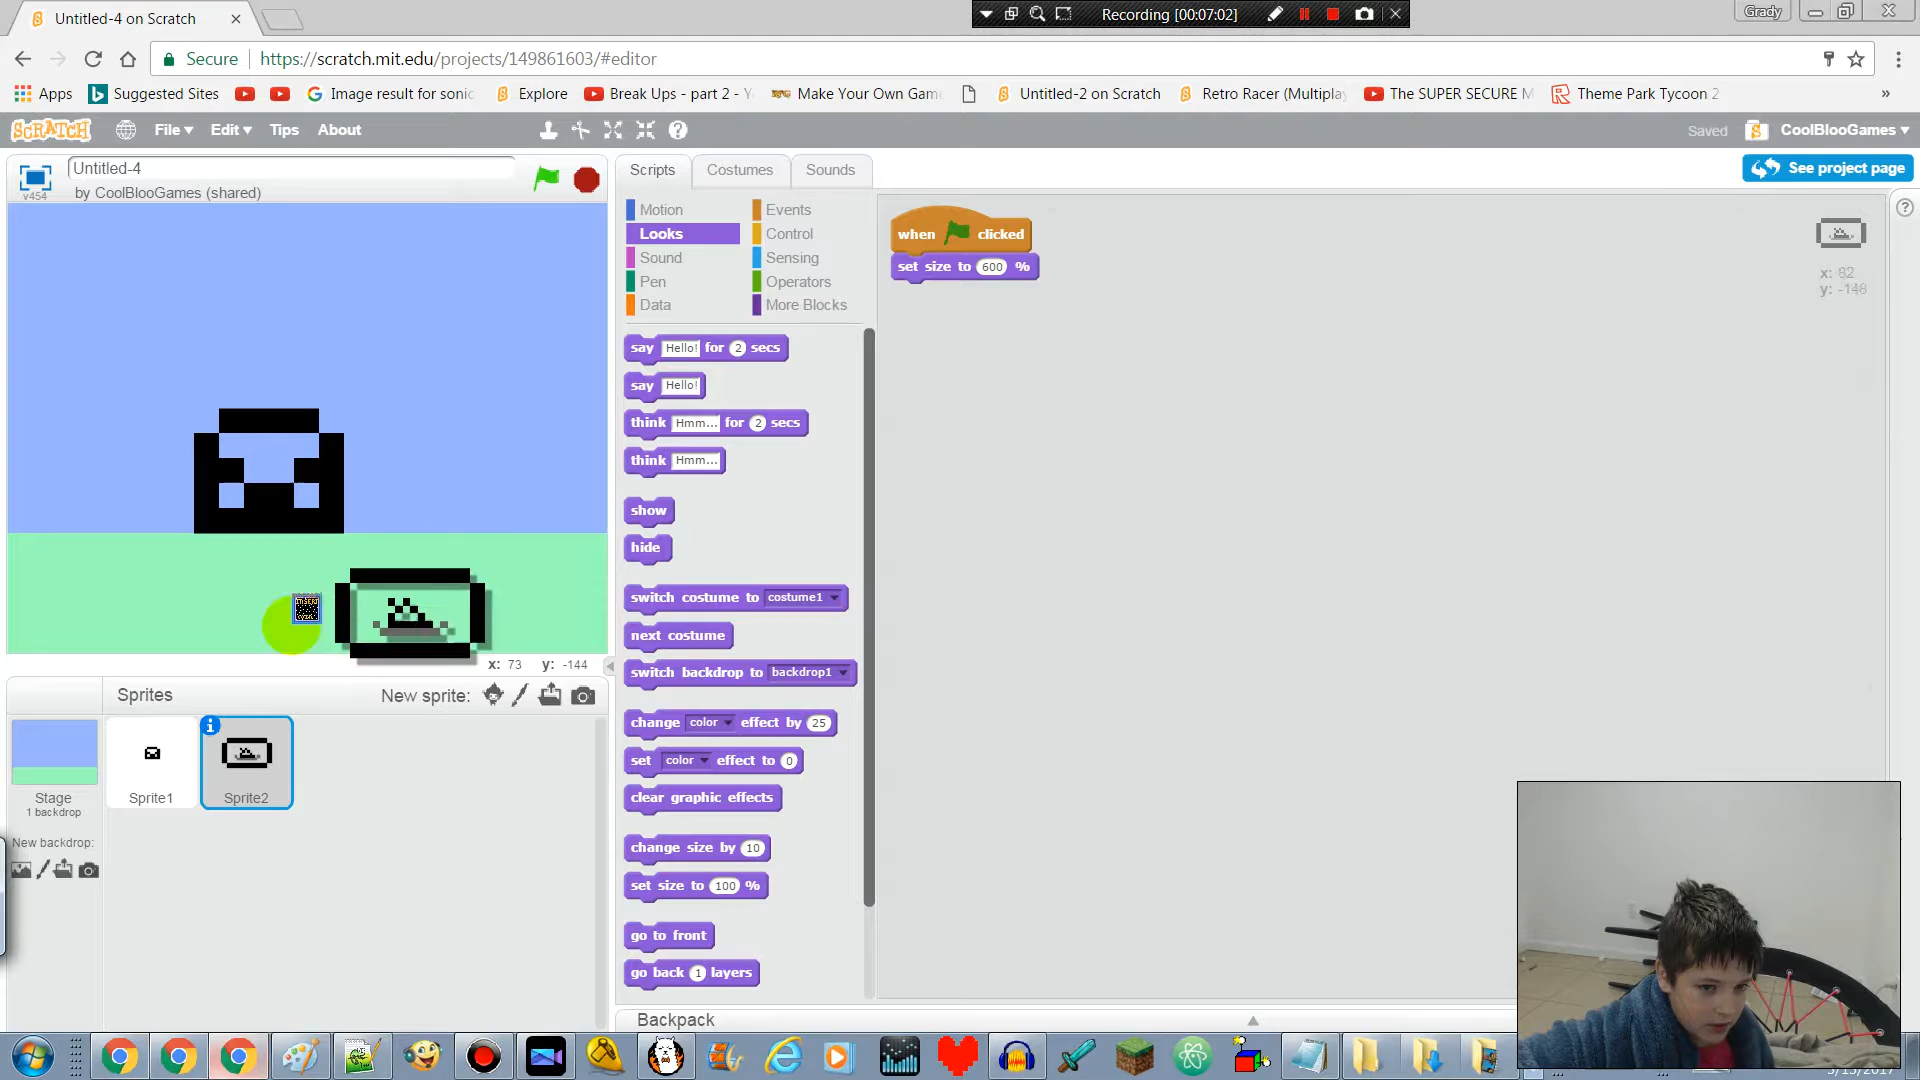 Untitled-4 on Scratch
Recording [00:07:02]
Grady
Secure
https://scratch.mit.edu/projects/149861603/#editor
Apps
Suggested Sites
Image result for sonic
Explore
Break Ups - part 2 - Y
Make Your Own Game
Untitled-2 on Scratch
Retro Racer (Multiplay
The SUPER SECURE M
Theme Park Tycoon 2
»
SCRATCH
File
Edit
Tips
About
Saved
CoolBlooGames
Untitled-4
by CoolBlooGames (shared)
v454
Scripts
Costumes
Sounds
See project page
Motion
Events
Looks
Control
Sound
Sensing
Pen
Operators
Data
More Blocks
when clicked
set size to 600 %
x: 82
y: -148
say Hello! for 2 secs
say Hello!
think Hmm... for 2 secs
think Hmm...
show
hide
switch costume to costume1
next costume
switch backdrop to backdrop1
change color effect by 25
set color effect to 0
clear graphic effects
change size by 10
set size to 100 %
go to front
go back 1 layers
x: 73 y: -144
Sprites
New sprite:
Stage
1 backdrop
New backdrop:
Sprite1
Sprite2
Backpack